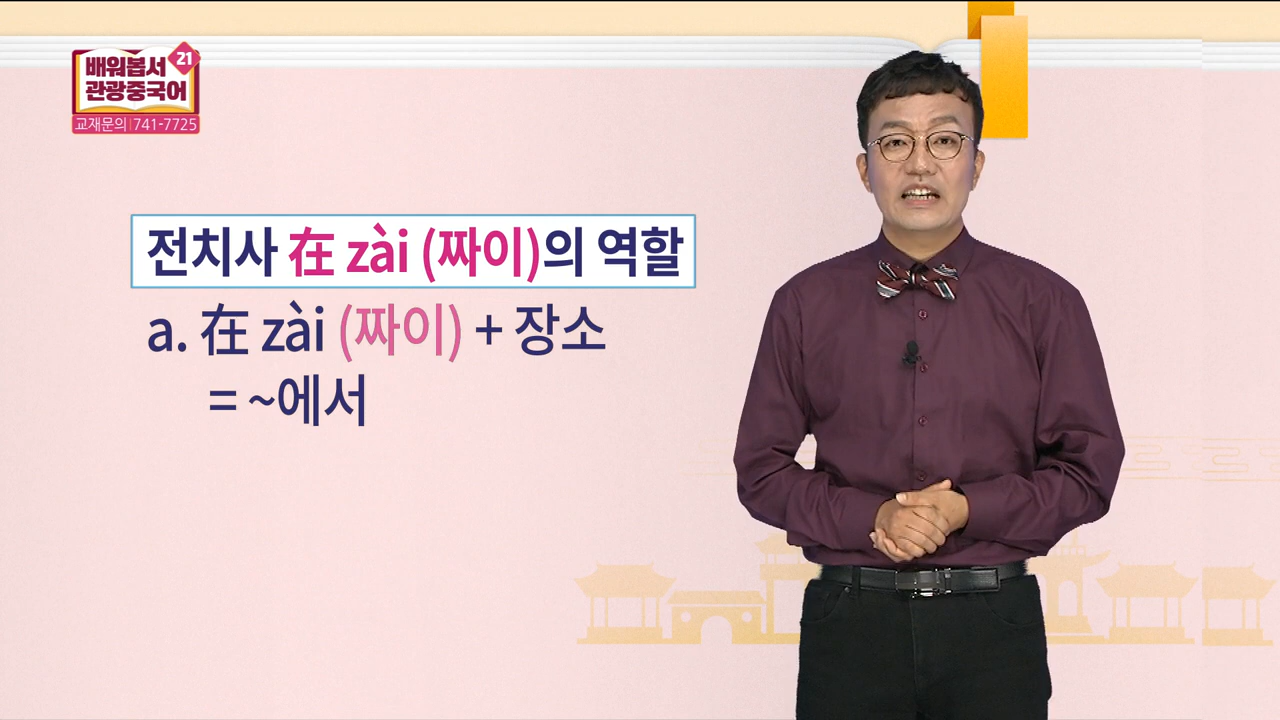 배워봅서 21
관광중국어
교재문의 741-7725
전치사 在 zài (짜이)의 역할
a. 在 zài (짜이) + 장소
= ~에서